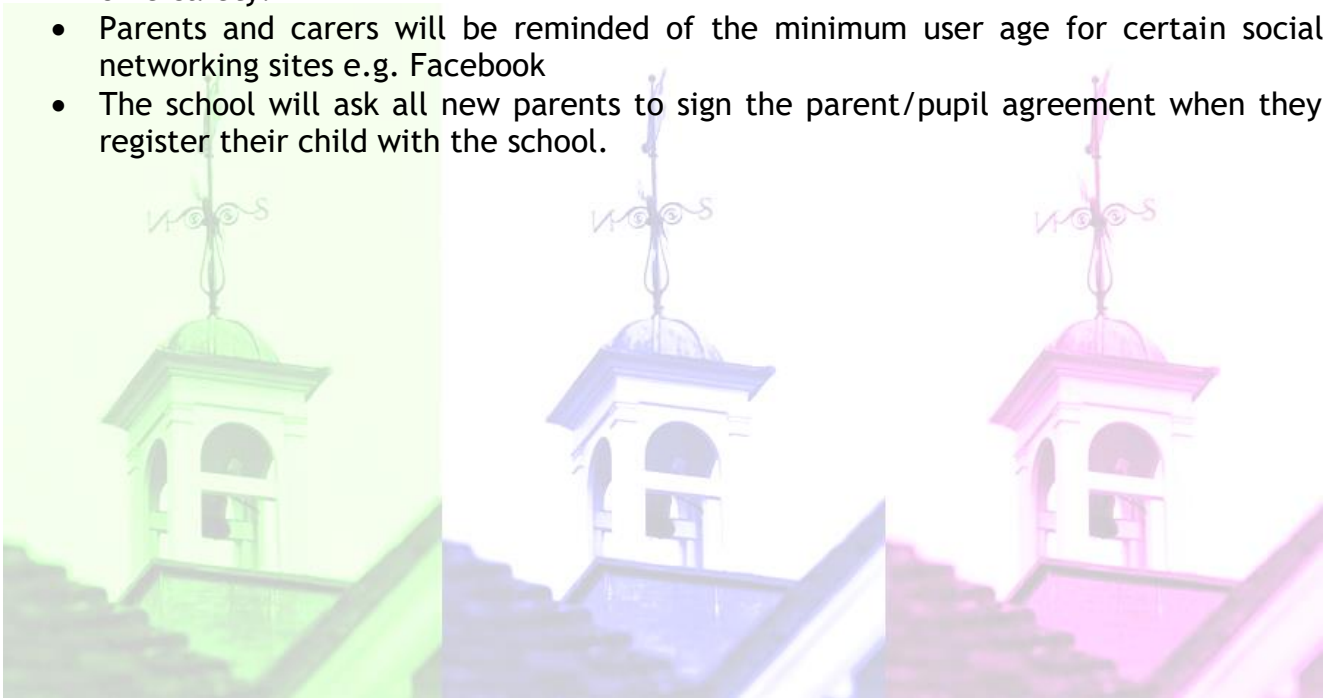 • Parents and carers will be reminded of the minimum user age for certain social
networking sites e.g. Facebook
• The school will ask all new parents to sign the parent/pupil agreement when they
register their child with the school.
N S
N S
N S